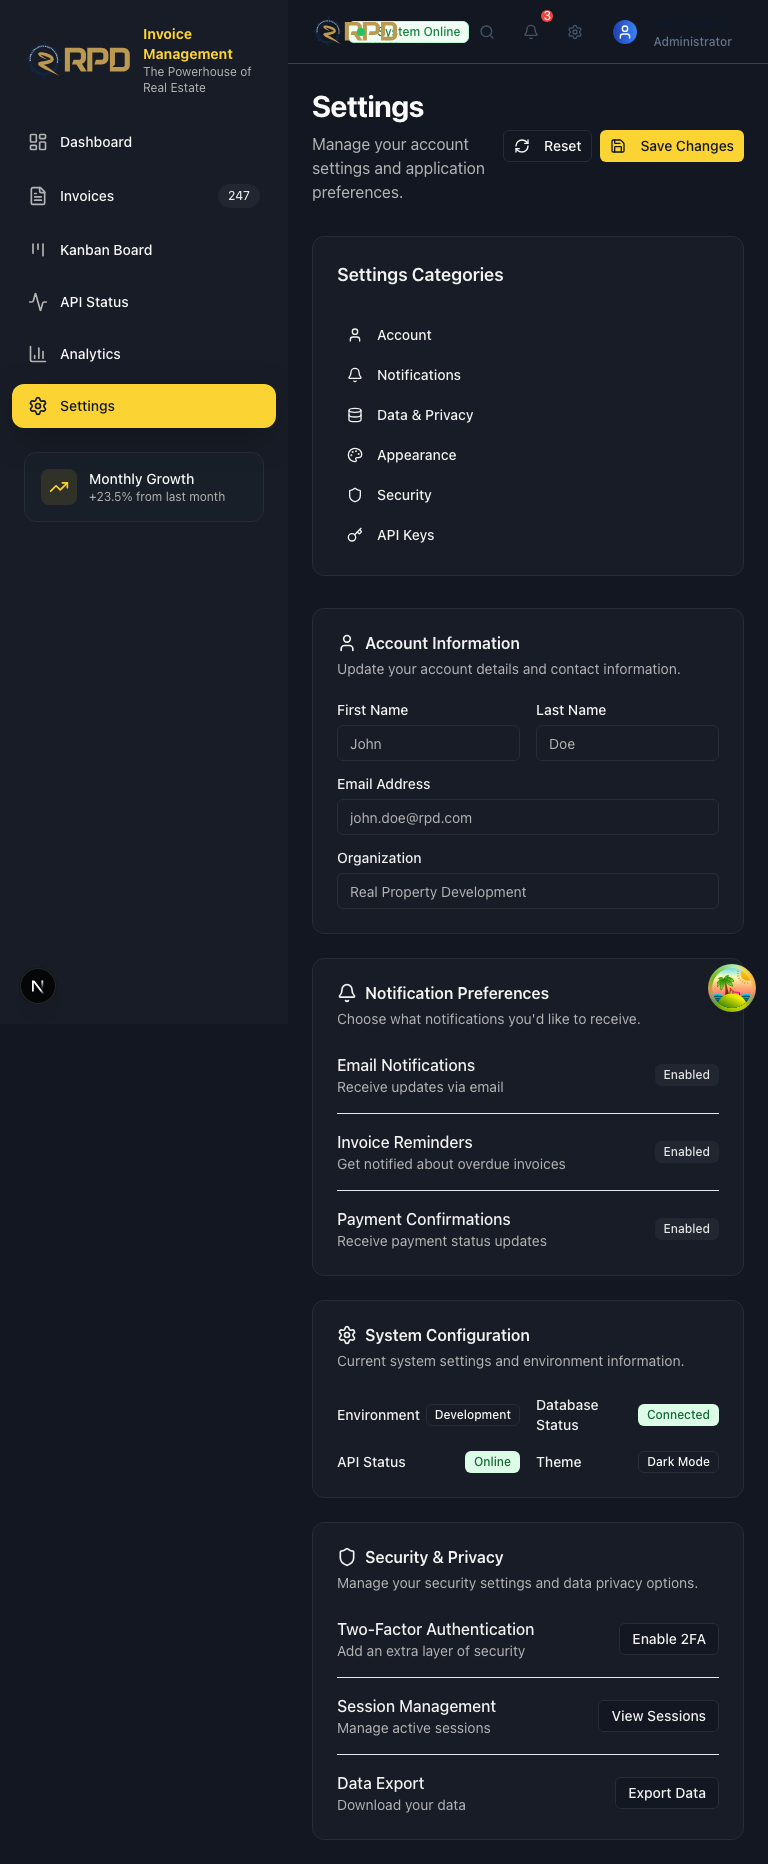 RPD
Invoice
Management
The Powerhouse of
Real Estate
Dashboard
Invoices
247
Kanban Board
API Status
Analytics
Settings
Monthly Growth
+23.5% from last month
N
RPD
System Online
3
Administrator
Settings
Manage your account
settings and application
preferences.
Reset
Save Changes
Settings Categories
Account
Notifications
Data & Privacy
Appearance
Security
API Keys
Account Information
Update your account details and contact information.
First Name
Last Name
John
Doe
Email Address
john.doe@rpd.com
Organization
Real Property Development
Notification Preferences
Choose what notifications you'd like to receive.
Email Notifications
Receive updates via email
Enabled
Invoice Reminders
Get notified about overdue invoices
Enabled
Payment Confirmations
Receive payment status updates
Enabled
System Configuration
Current system settings and environment information.
Environment
Development
Database
Status
Connected
API Status
Online
Theme
Dark Mode
Security & Privacy
Manage your security settings and data privacy options.
Two-Factor Authentication
Add an extra layer of security
Enable 2FA
Session Management
Manage active sessions
View Sessions
Data Export
Download your data
Export Data